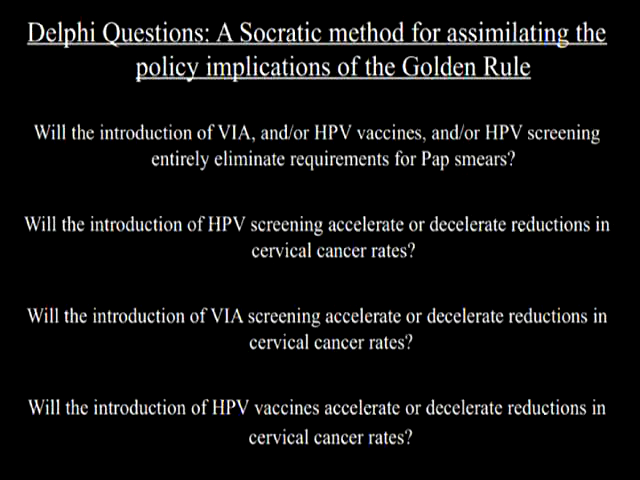 Delphi Questions: A Socratic method for assimilating the
policy implications of the Golden Rule
Will the introduction of VIA, and/or HPV vaccines, and/or HPV screening
entirely eliminate requirements for Pap smears?
Will the introduction of HPV screening accelerate or decelerate reductions in
cervical cancer rates?
Will the introduction of VIA screening accelerate or decelerate reductions in
cervical cancer rates?
Will the introduction of HPV vaccines accelerate or decelerate reductions in
cervical cancer rates?